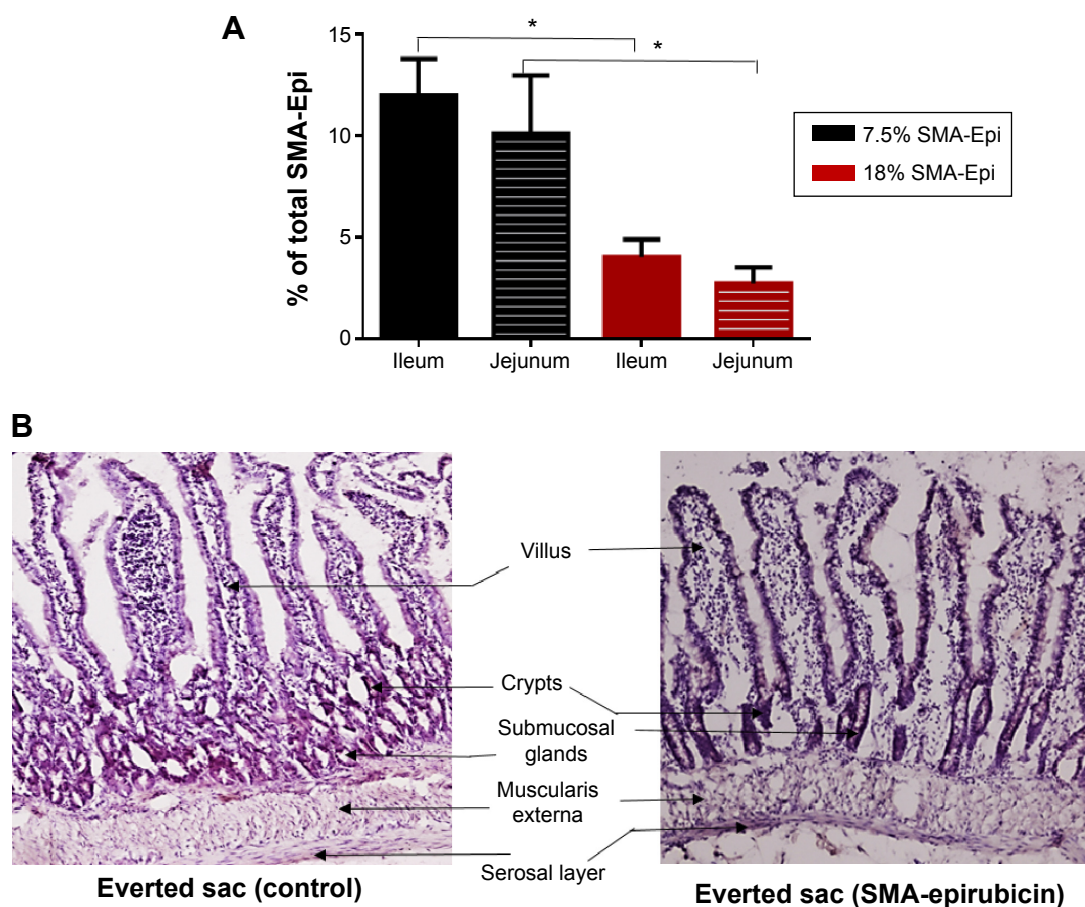 A
% of total SMA-Epi
15
10
5
0
*
*
Ileum
Jejunum
Ileum
Jejunum
7.5% SMA-Epi
18% SMA-Epi
B
Villus
Crypts
Submucosal
glands
Muscularis
externa
Serosal layer
Everted sac (control)
Everted sac (SMA-epirubicin)